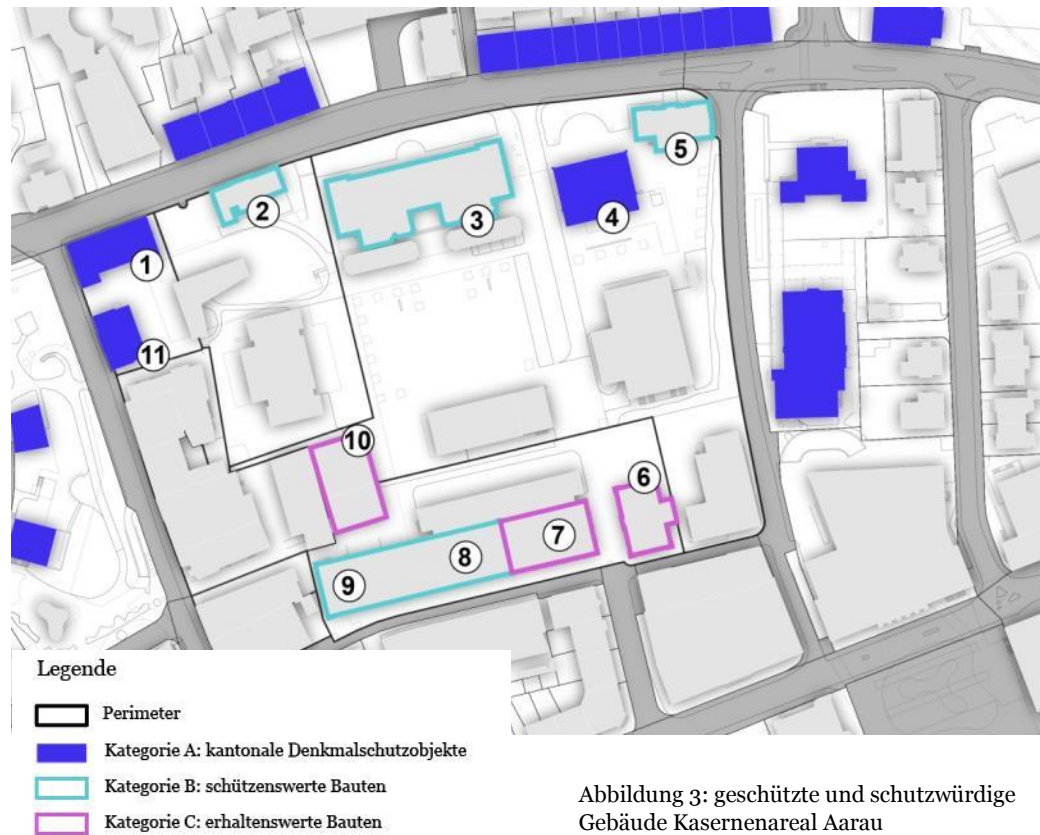 5
2
3
4
1
11
10
6
7
8
9
Legende
Perimeter
Kategorie A: kantonale Denkmalschutzobjekte
Kategorie B: schützenswerte Bauten
Kategorie C: erhaltenswerte Bauten
Abbildung 3: geschützte und schutzwürdige
Gebäude Kasernenareal Aarau